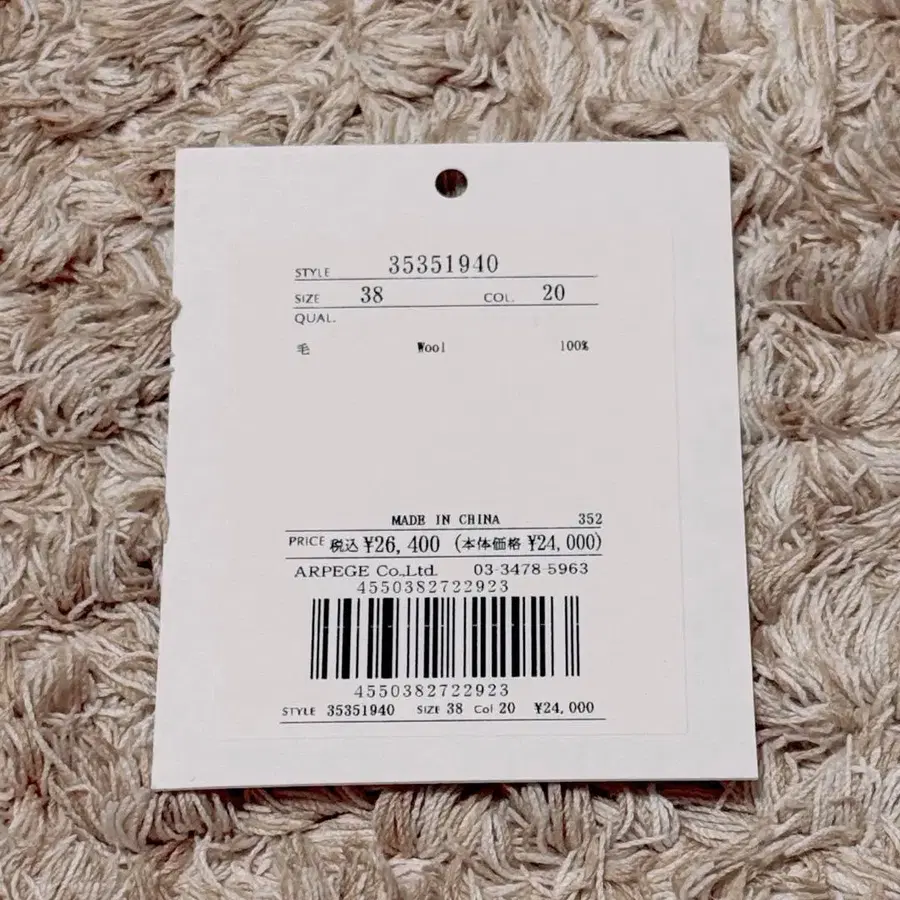 STYLE 35351940
SIZE 38 COL. 20
QUAL.
毛 Wool 100%
MADE IN CHINA 352
PRICE 税込 ¥26,400 (本体価格 ¥24,000)
ARPEGE Co.,Ltd. 03-3478-5963
4550382722923
4550382722923
STYLE 35351940 SIZE 38 Col 20 ¥24,000